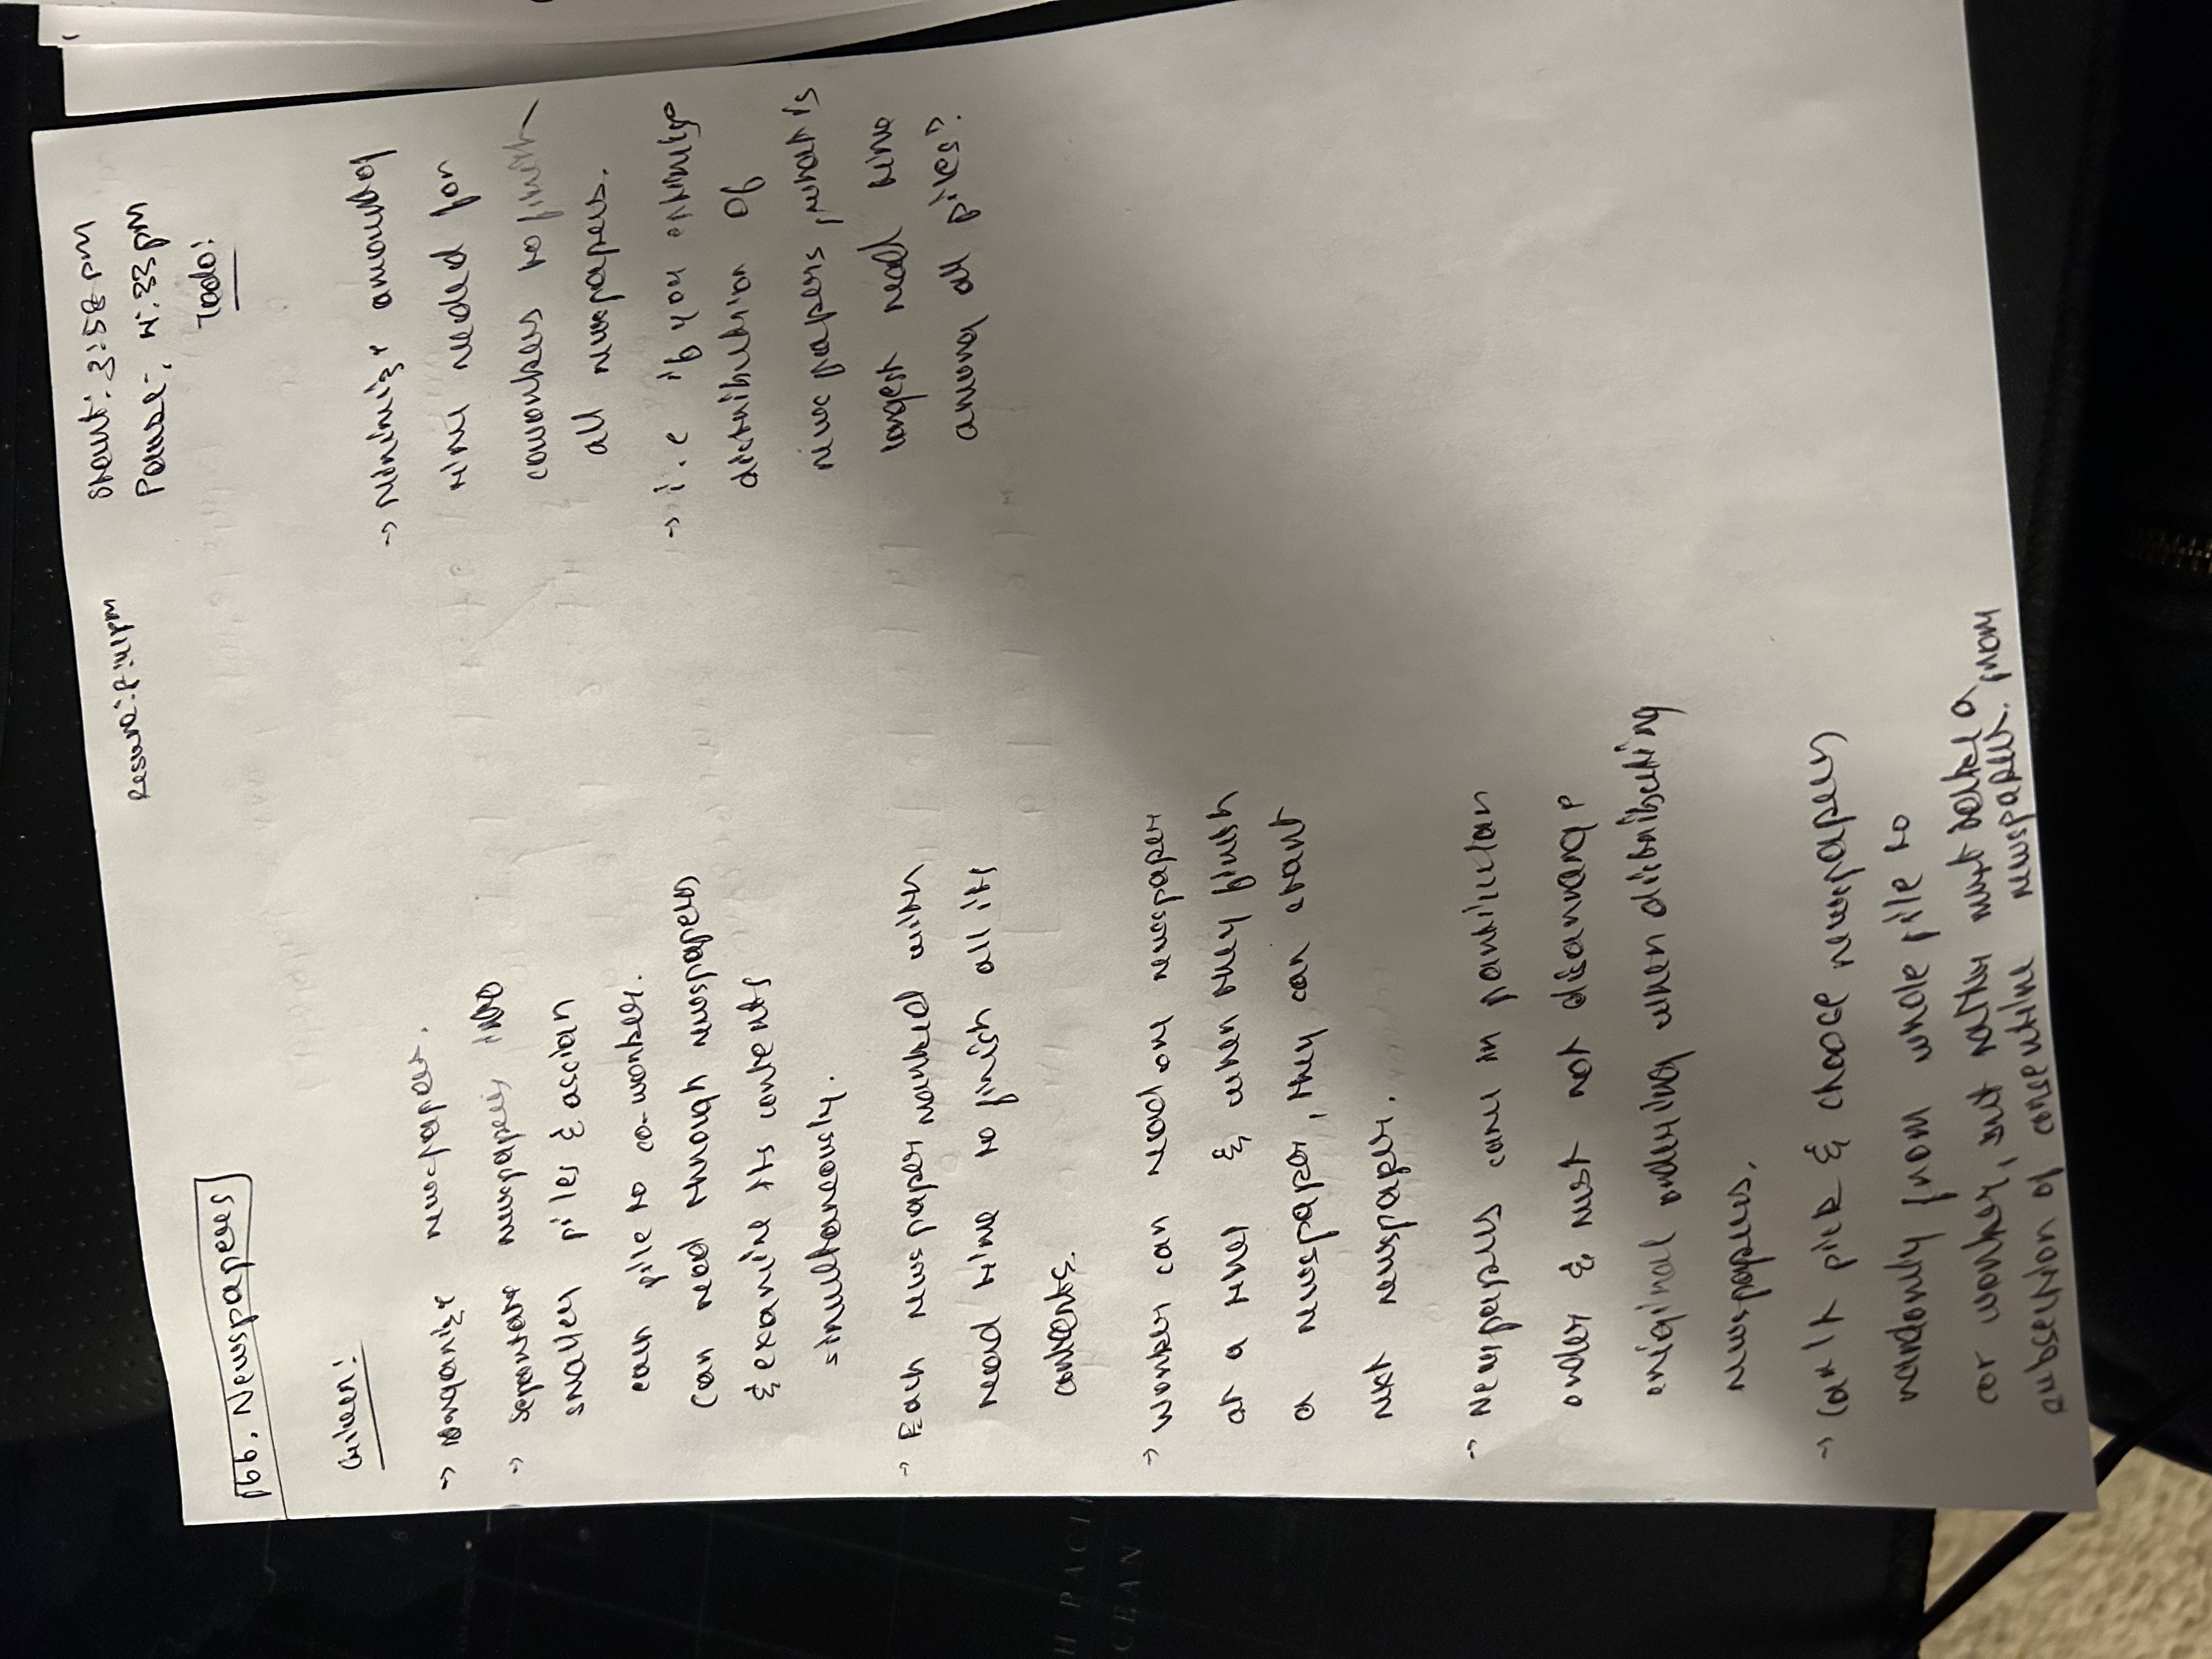 Resume: 8:41pm
Start: 3:58 pm
Pause: 4:33pm
Todo!
166. Newspapers
Given!
→ reorganize newspapers.
→ Separate newspapers into
smaller piles & assign
each pile to co-worker.
Can read through newspapers
& examine its contents
simultaneously.
→ Each newspaper marked with
read time to finish all its
contents.
→ Worker can read one newspaper
at a time & when they finish
a newspaper, they can start
next newspaper.
→ Newspapers came in particular
order & must not disarrange
original ordering when distributing
newspapers.
→ Can't pick & choose newspapers
randomly from whole pile to
co worker, but rather must take a
subsection of consecutive newspapers from
→ Minimize amount of
time needed for
coworkers to finish
all newspapers.
→ i.e if you optimize
distribution of
newspapers, what is
longest read time
among all piles?
H PACIF
CEAN